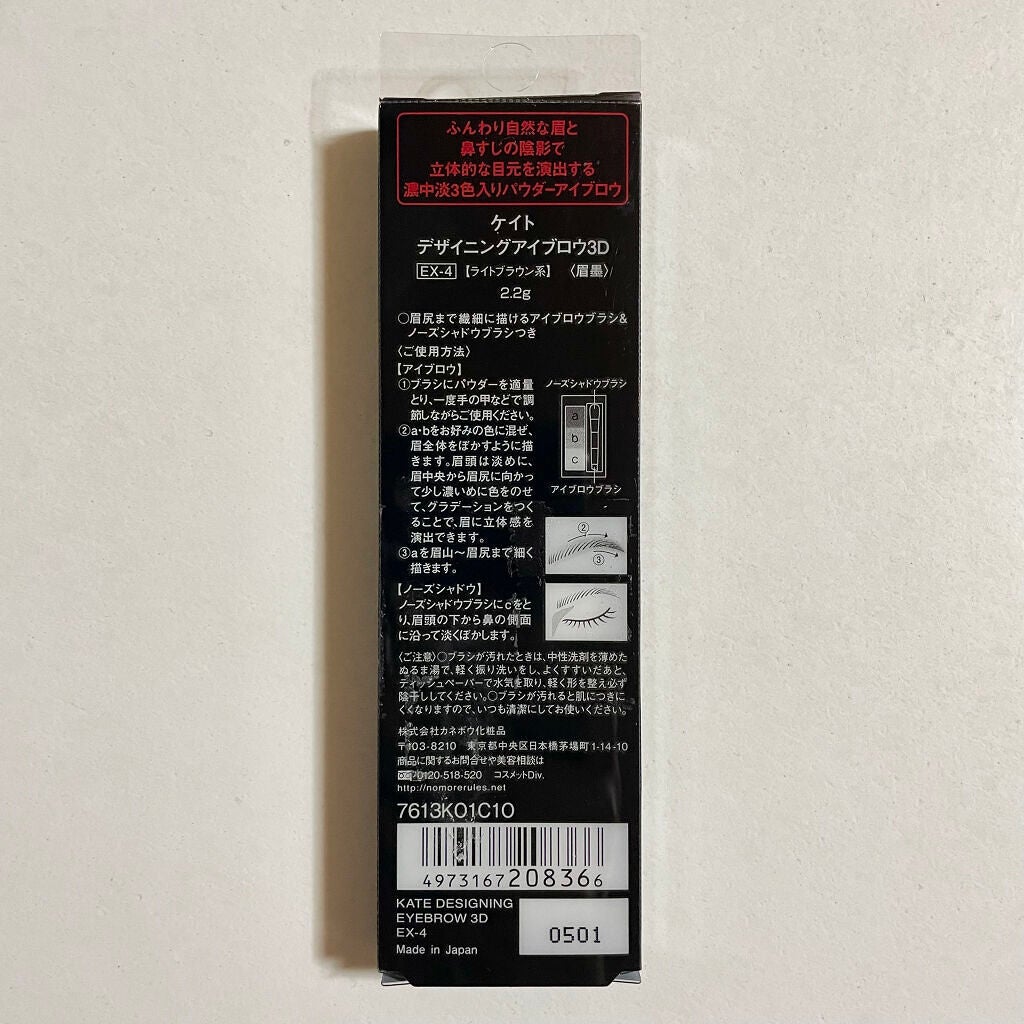 ふんわり自然な眉と
鼻すじの陰影で
立体的な目元を演出する
濃中淡3色入りパウダーアイブロウ
ケイト
デザイニングアイブロウ3D
EX-4 【ライトブラウン系】 〈眉墨〉
2.2g
○眉尻まで繊細に描けるアイブロウブラシ&
ノーズシャドウブラシつき
〈ご使用方法〉
【アイブロウ】
①ブラシにパウダーを適量
とり、一度手の甲などで調
節しながらご使用ください。
②a・bをお好みの色に混ぜ、
眉全体をぼかすように描
きます。眉頭は淡めに、
眉中央から眉尻に向かっ
て少し濃いめに色をのせ
て、グラデーションをつく
ることで、眉に立体感を
演出できます。
③aを眉山〜眉尻まで細く
描きます。
ノーズシャドウブラシ
a
b
c
アイブロウブラシ
②
③
【ノーズシャドウ】
ノーズシャドウブラシにcをと
り、眉頭の下から鼻の側面
に沿って淡くぼかします。
〈ご注意〉○ブラシが汚れたときは、中性洗剤を薄めた
ぬるま湯で、軽く振り洗いをし、よくすすいだあと、
ティッシュペーパーで水気を取り、軽く形を整え必ず
陰干ししてください。○ブラシが汚れると肌につきに
くくなりますので、いつも清潔にしてお使いください。
株式会社カネボウ化粧品
〒103-8210 東京都中央区日本橋茅場町1-14-10
商品に関するお問合せや美容相談は
0120-518-520 コスメットDiv.
http://nomorerules.net
7613K01C10
4973167208366
KATE DESIGNING
EYEBROW 3D
EX-4
Made in Japan
0501